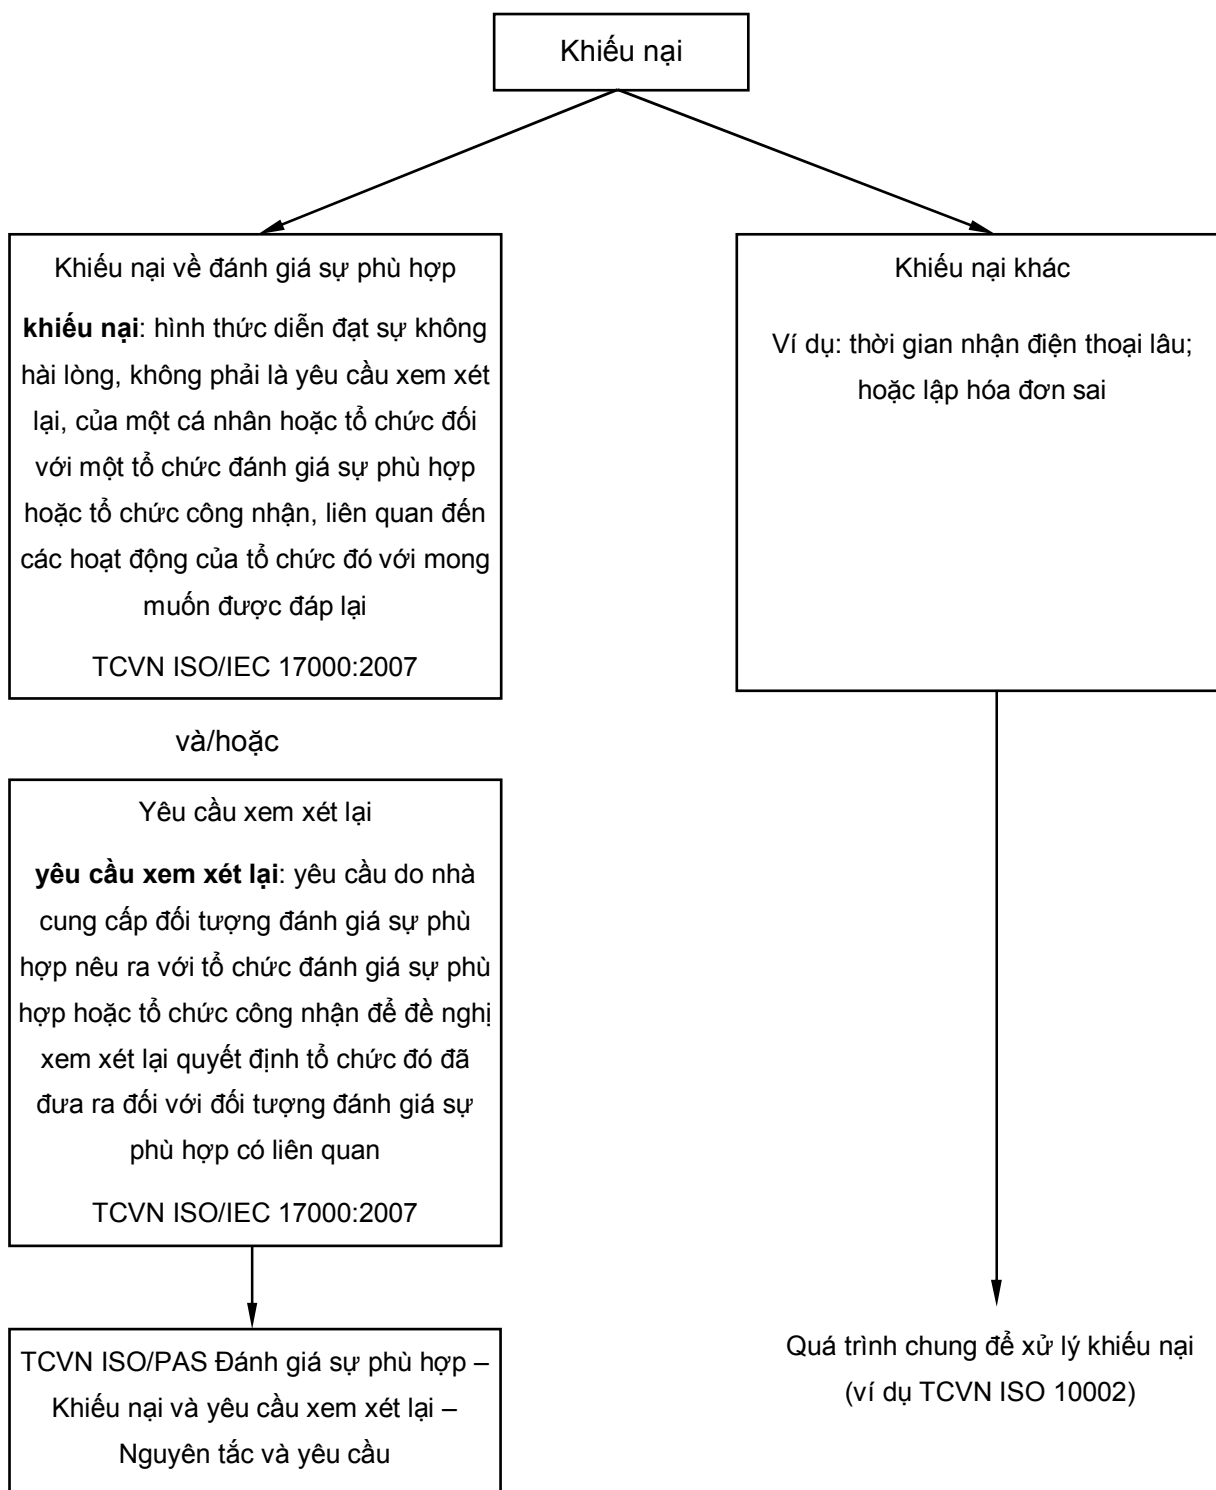 Khiếu nại
Khiếu nại về đánh giá sự phù hợp
khiếu nại: hình thức diễn đạt sự không
hài lòng, không phải là yêu cầu xem xét
lại, của một cá nhân hoặc tổ chức đối
với một tổ chức đánh giá sự phù hợp
hoặc tổ chức công nhận, liên quan đến
các hoạt động của tổ chức đó với mong
muốn được đáp lại
TCVN ISO/IEC 17000:2007
và/hoặc
Yêu cầu xem xét lại
yêu cầu xem xét lại: yêu cầu do nhà
cung cấp đối tượng đánh giá sự phù
hợp nêu ra với tổ chức đánh giá sự phù
hợp hoặc tổ chức công nhận để đề nghị
xem xét lại quyết định tổ chức đó đã
đưa ra đối với đối tượng đánh giá sự
phù hợp có liên quan
TCVN ISO/IEC 17000:2007
TCVN ISO/PAS Đánh giá sự phù hợp –
Khiếu nại và yêu cầu xem xét lại –
Nguyên tắc và yêu cầu
Khiếu nại khác
Ví dụ: thời gian nhận điện thoại lâu;
hoặc lập hóa đơn sai
Quá trình chung để xử lý khiếu nại
(ví dụ TCVN ISO 10002)